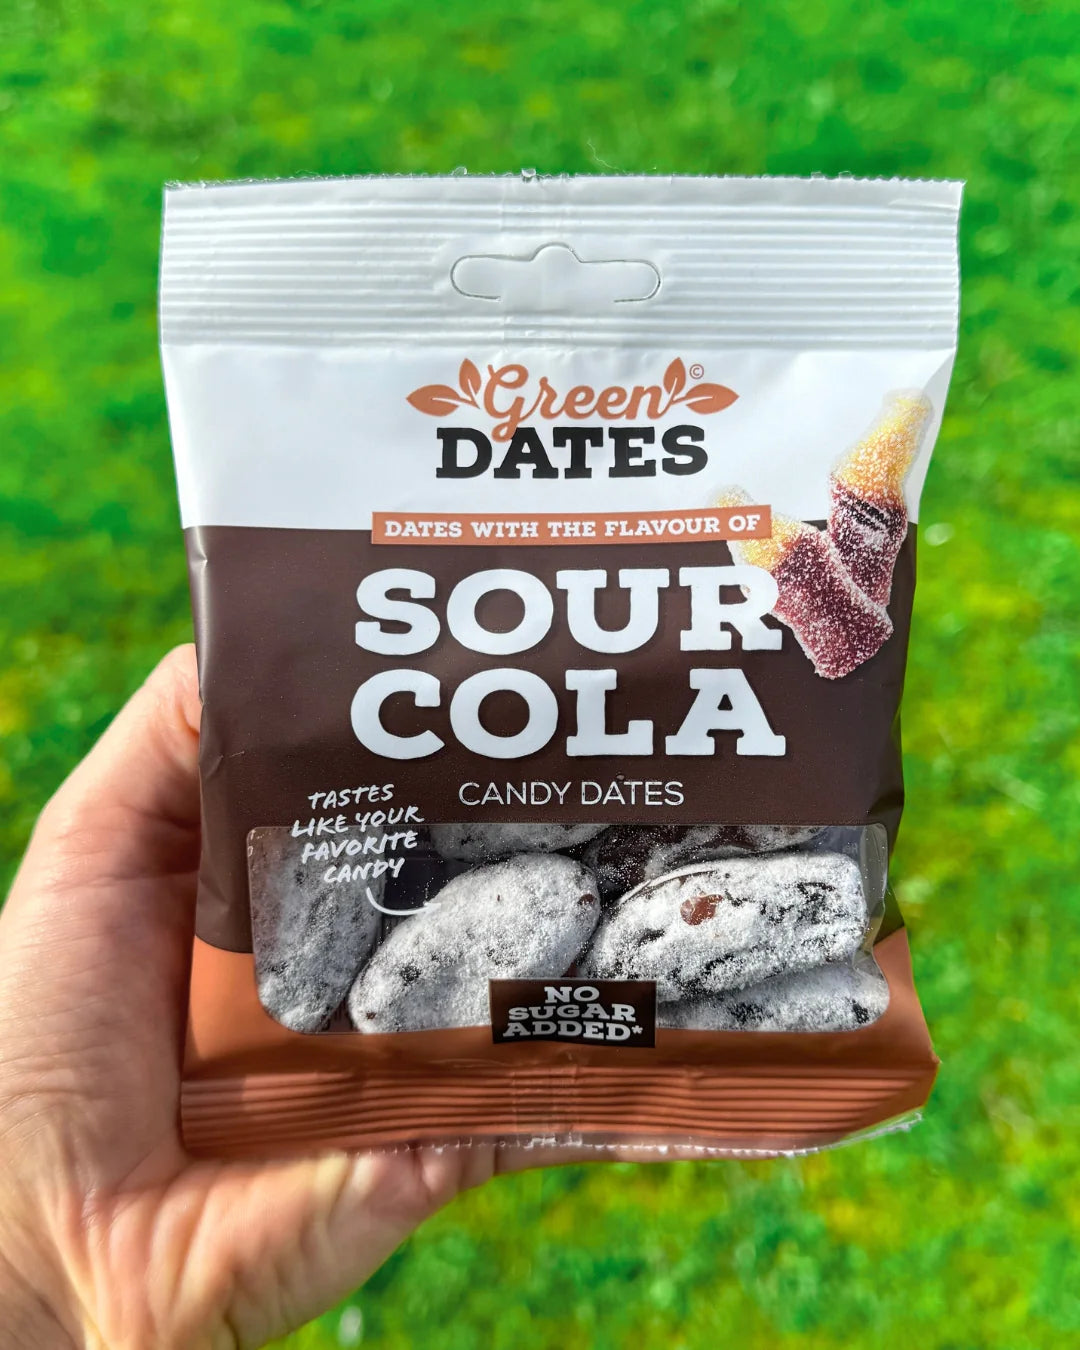 Green©
DATES
DATES WITH THE FLAVOUR OF
SOUR
COLA
CANDY DATES
TASTES
LIKE YOUR
FAVORITE
CANDY
NO
SUGAR
ADDED*